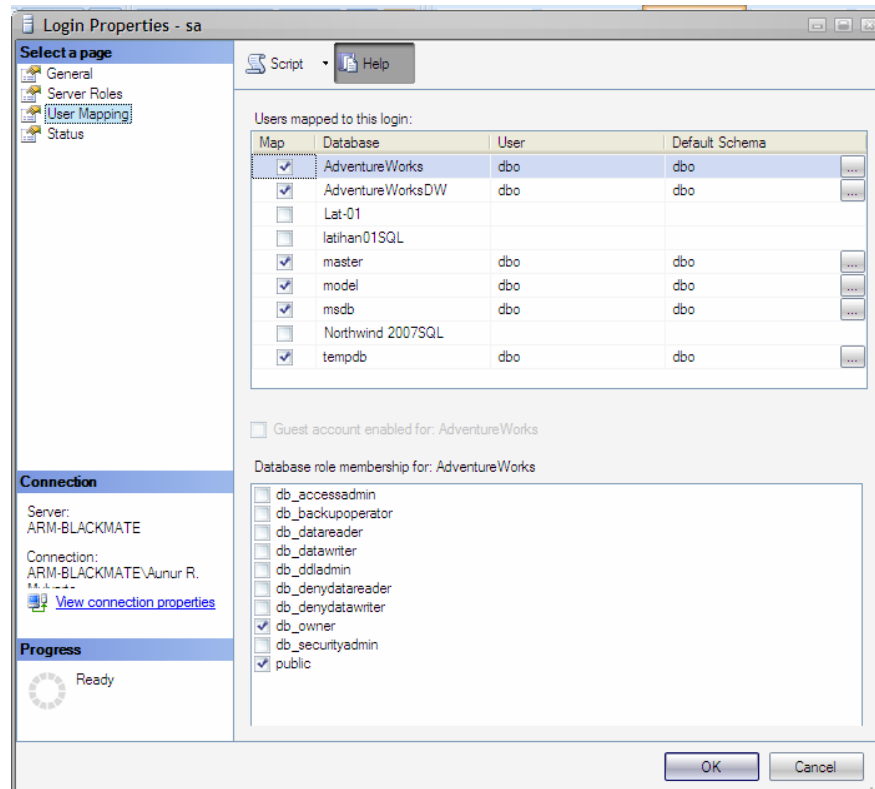 Login Properties - sa
Select a page
General
Server Roles
User Mapping
Status
Script
Help
Users mapped to this login:
Map Database User Default Schema
AdventureWorks dbo dbo ...
AdventureWorksDW dbo dbo ...
Lat-01
latihan01SQL
master dbo dbo ...
model dbo dbo ...
msdb dbo dbo ...
Northwind 2007SQL
tempdb dbo dbo ...
Guest account enabled for: AdventureWorks
Database role membership for: AdventureWorks
db_accessadmin
db_backupoperator
db_datareader
db_datawriter
db_ddladmin
db_denydatareader
db_denydatawriter
db_owner
db_securityadmin
public
Connection
Server:
ARM-BLACKMATE
Connection:
ARM-BLACKMATE\Aunur R.
View connection properties
Progress
Ready
OK Cancel